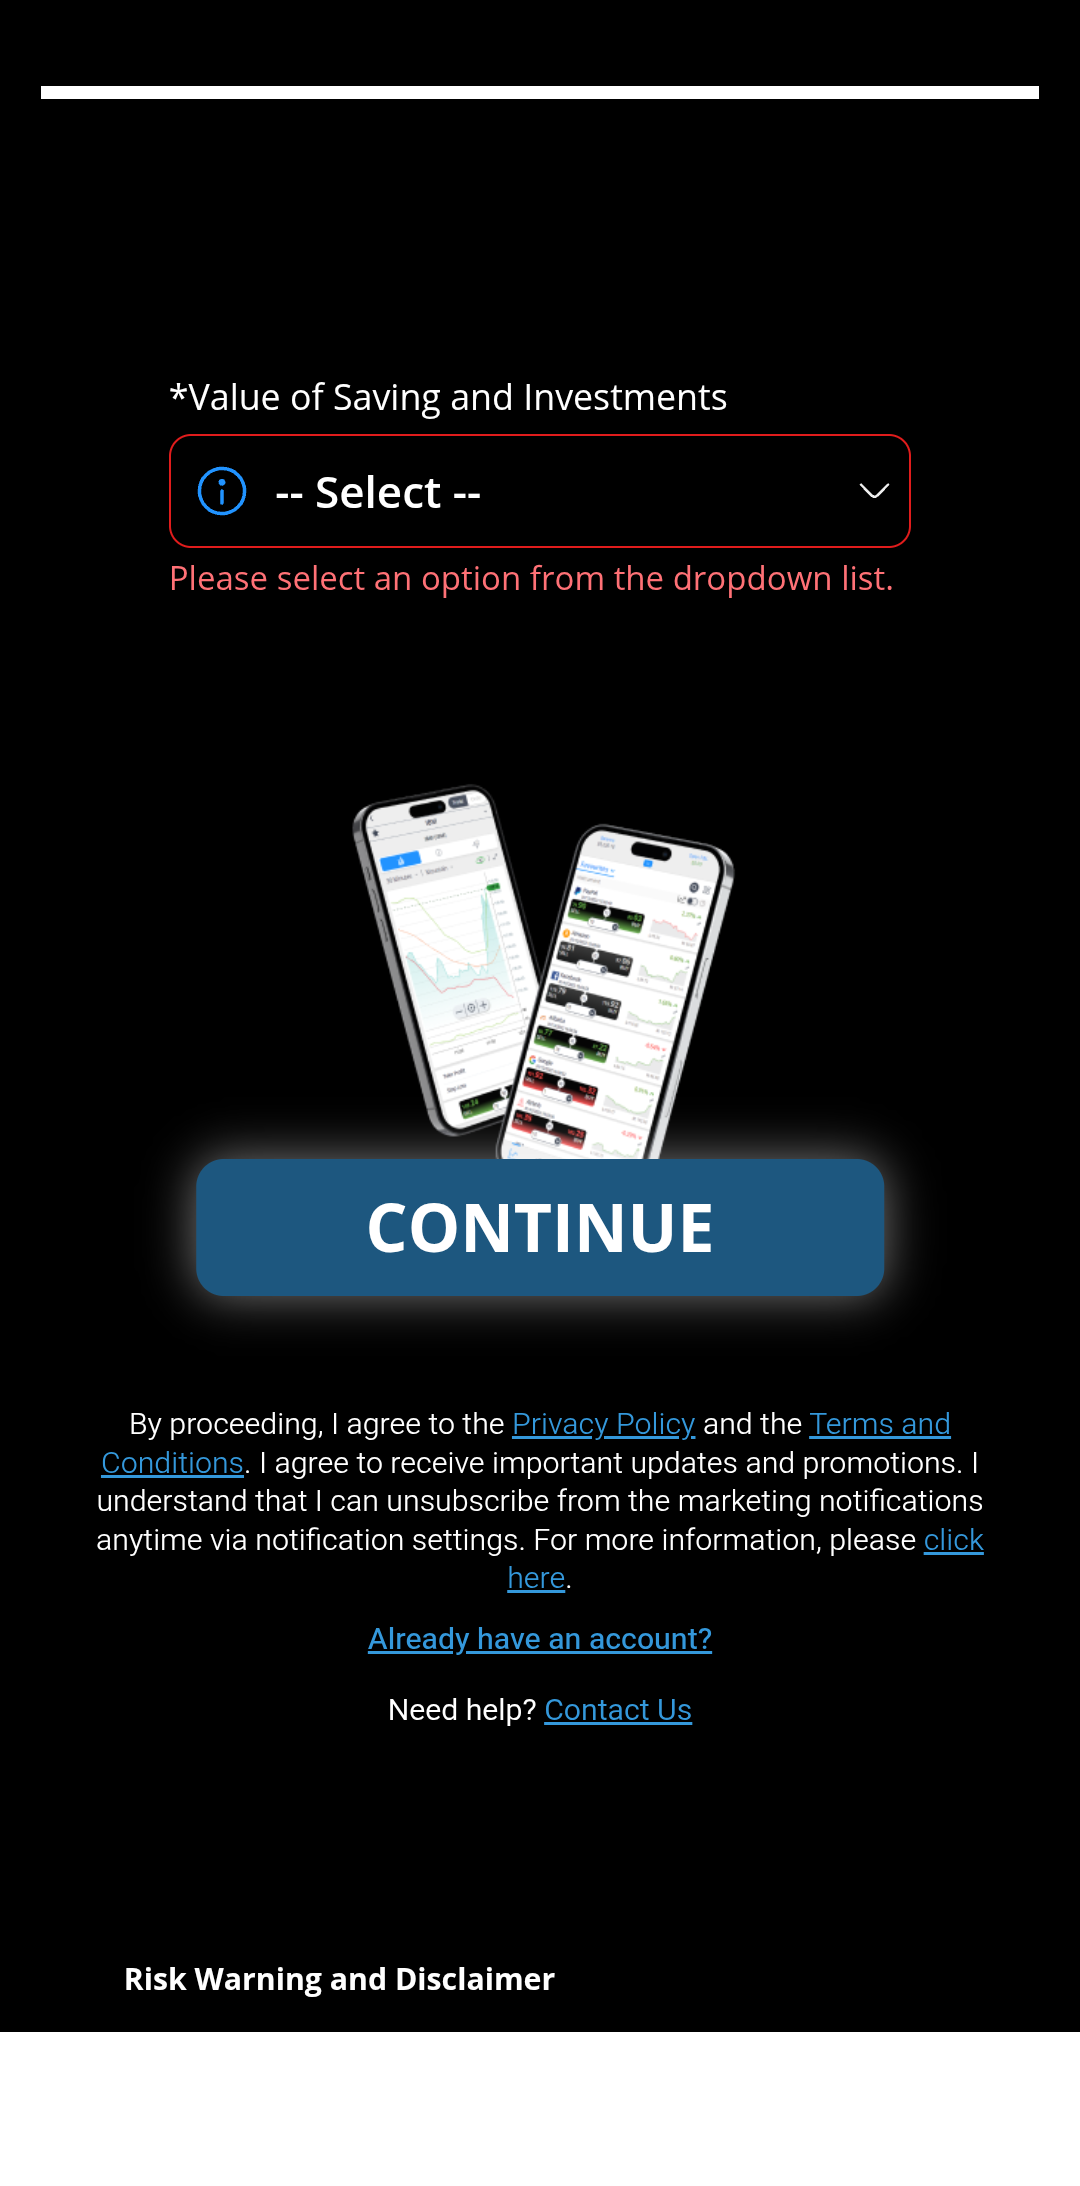 *Value of Saving and Investments
-- Select --
Please select an option from the dropdown list.
CONTINUE
By proceeding, I agree to the Privacy Policy and the Terms and
Conditions. I agree to receive important updates and promotions. I
understand that I can unsubscribe from the marketing notifications
anytime via notification settings. For more information, please click
here.
Already have an account?
Need help? Contact Us
Risk Warning and Disclaimer